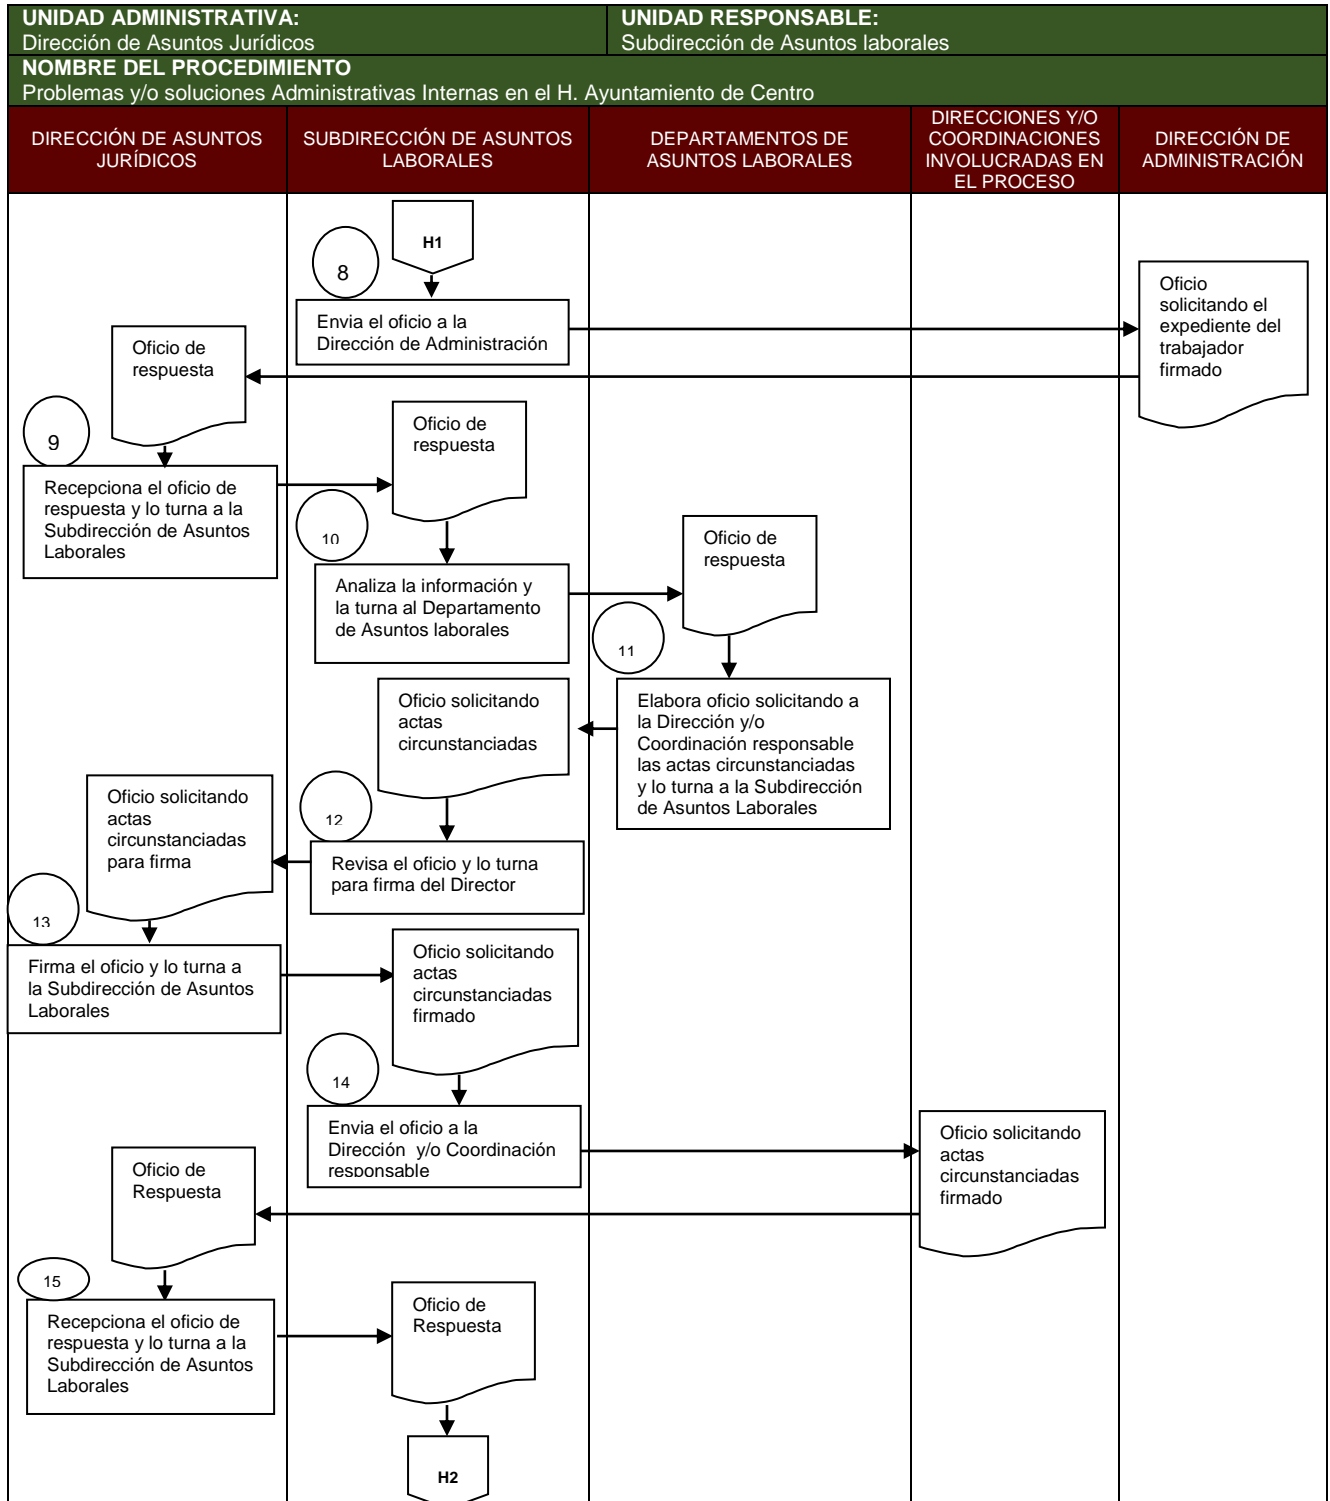 UNIDAD ADMINISTRATIVA:
Dirección de Asuntos Jurídicos
UNIDAD RESPONSABLE:
Subdirección de Asuntos laborales
NOMBRE DEL PROCEDIMIENTO
Problemas y/o soluciones Administrativas Internas en el H. Ayuntamiento de Centro
DIRECCIÓN DE ASUNTOS
JURÍDICOS
SUBDIRECCIÓN DE ASUNTOS
LABORALES
DEPARTAMENTOS DE
ASUNTOS LABORALES
DIRECCIONES Y/O
COORDINACIONES
INVOLUCRADAS EN
EL PROCESO
DIRECCIÓN DE
ADMINISTRACIÓN
H1
8
Envia el oficio a la
Dirección de Administración
Oficio
solicitando el
expediente del
trabajador
firmado
Oficio de
respuesta
9
Recepciona el oficio de
respuesta y lo turna a la
Subdirección de Asuntos
Laborales
Oficio de
respuesta
10
Analiza la información y
la turna al Departamento
de Asuntos laborales
Oficio de
respuesta
11
Elabora oficio solicitando a
la Dirección y/o
Coordinación responsable
las actas circunstanciadas
y lo turna a la Subdirección
de Asuntos Laborales
Oficio solicitando
actas
circunstanciadas
12
Revisa el oficio y lo turna
para firma del Director
Oficio solicitando
actas
circunstanciadas
para firma
13
Firma el oficio y lo turna a
la Subdirección de Asuntos
Laborales
Oficio solicitando
actas
circunstanciadas
firmado
14
Envia el oficio a la
Dirección y/o Coordinación
responsable
Oficio solicitando
actas
circunstanciadas
firmado
Oficio de
Respuesta
15
Recepciona el oficio de
respuesta y lo turna a la
Subdirección de Asuntos
Laborales
Oficio de
Respuesta
H2